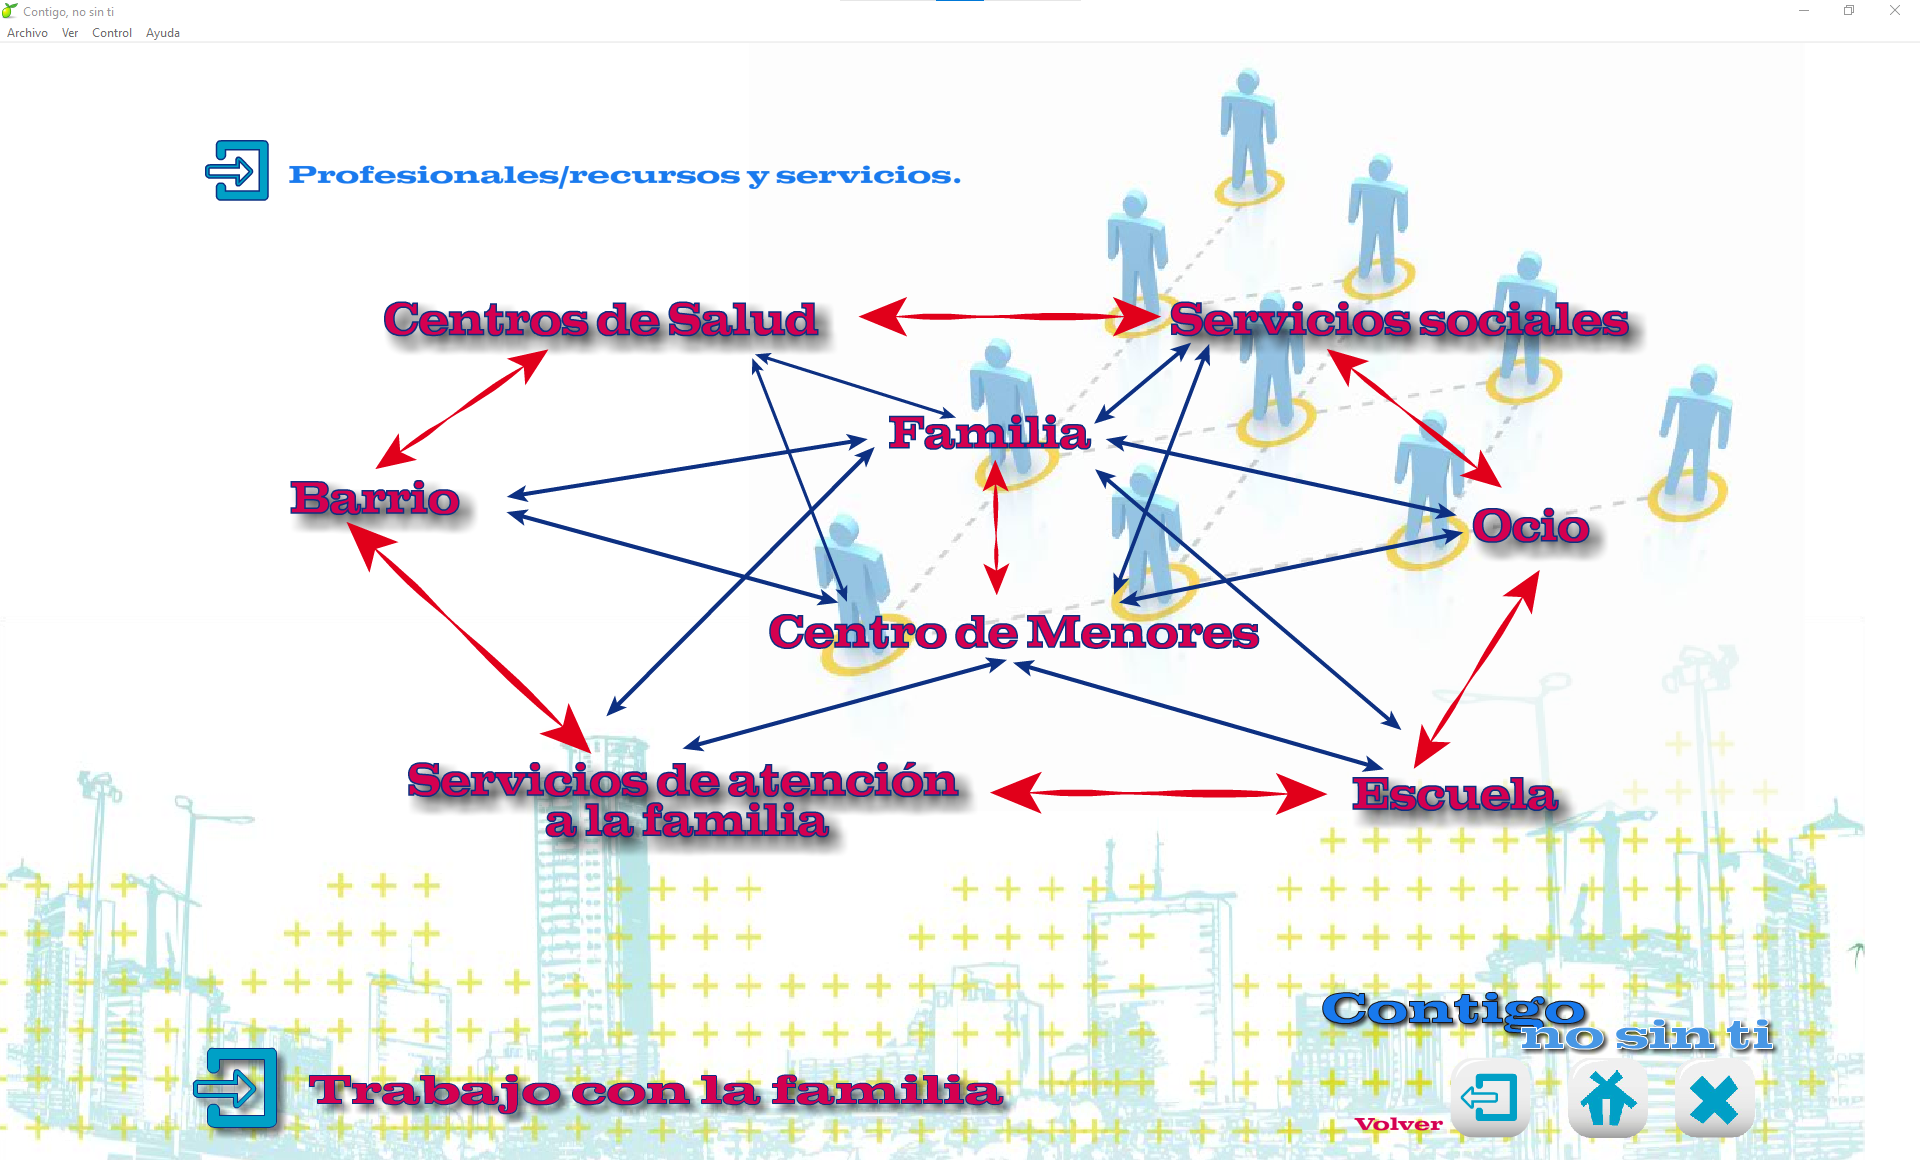 Contigo, no sin ti
Archivo Ver Control Ayuda
Profesionales/recursos y servicios.
Centros de Salud
Servicios sociales
Familia
Barrio
Ocio
Centro de Menores
Servicios de atención
a la familia
Escuela
Contigo
no sin ti
Trabajo con la familia
Volver